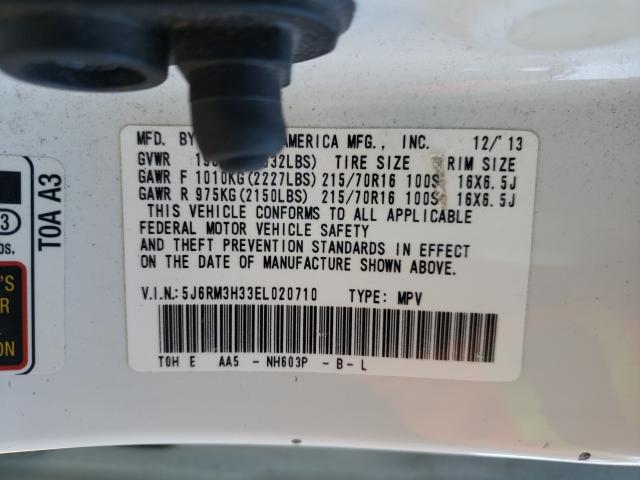 MFD. BY AMERICA MFG., INC. 12/13
GVWR TIRE SIZE RIM SIZE
GAWR F 1010KG(2227LBS) 215/70R16 100S 16X6.5J
GAWR R 975KG(2150LBS) 215/70R16 100S 16X6.5J
THIS VEHICLE CONFORMS TO ALL APPLICABLE
FEDERAL MOTOR VEHICLE SAFETY
AND THEFT PREVENTION STANDARDS IN EFFECT
ON THE DATE OF MANUFACTURE SHOWN ABOVE.
V.I.N.:5J6RM3H33EL020710 TYPE: MPV
TOH E AA5 - NH603P - B - L
TOA A3